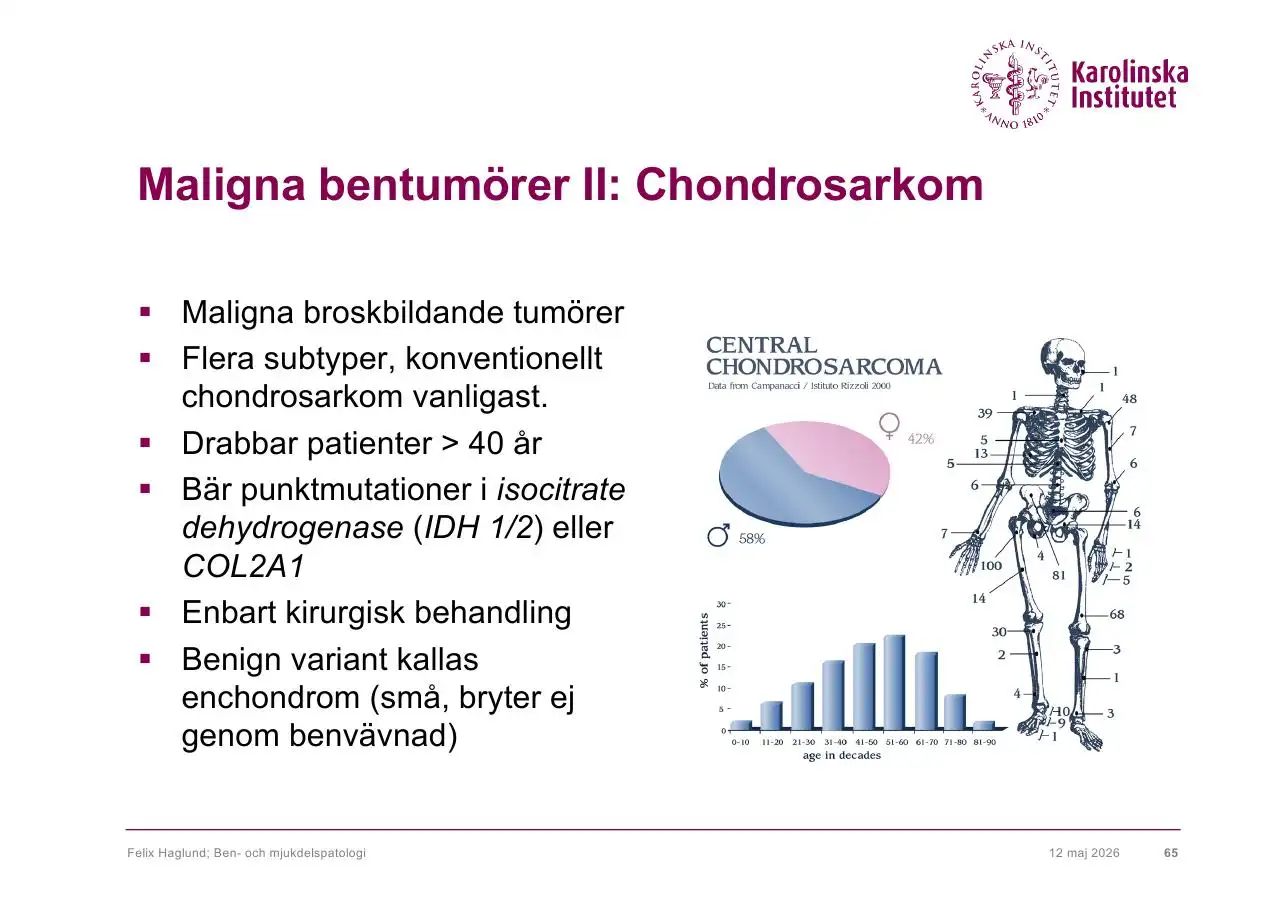 KAROLINSKA INSTITUTET
ANNO 1810
Karolinska
Institutet
Maligna bentumörer II: Chondrosarkom
▪ Maligna broskbildande tumörer
▪ Flera subtyper, konventionellt
chondrosarkom vanligast.
▪ Drabbar patienter > 40 år
▪ Bär punktmutationer i isocitrate
dehydrogenase (IDH 1/2) eller
COL2A1
▪ Enbart kirurgisk behandling
▪ Benign variant kallas
enchondrom (små, bryter ej
genom benvävnad)
CENTRAL
CHONDROSARCOMA
Data from Campanacci / Istituto Rizzoli 2000
♀ 42%
♂ 58%
% of patients
30
25
20
15
10
5
0
0-10 11-20 21-30 31-40 41-50 51-60 61-70 71-80 81-90
age in decades
1
1
1
48
39
7
5
13
5
6
6
6
14
7
4
1
100
81
2
5
14
68
30
2
3
1
4
10
3
9
1
Felix Haglund; Ben- och mjukdelspatologi
12 maj 2026 65